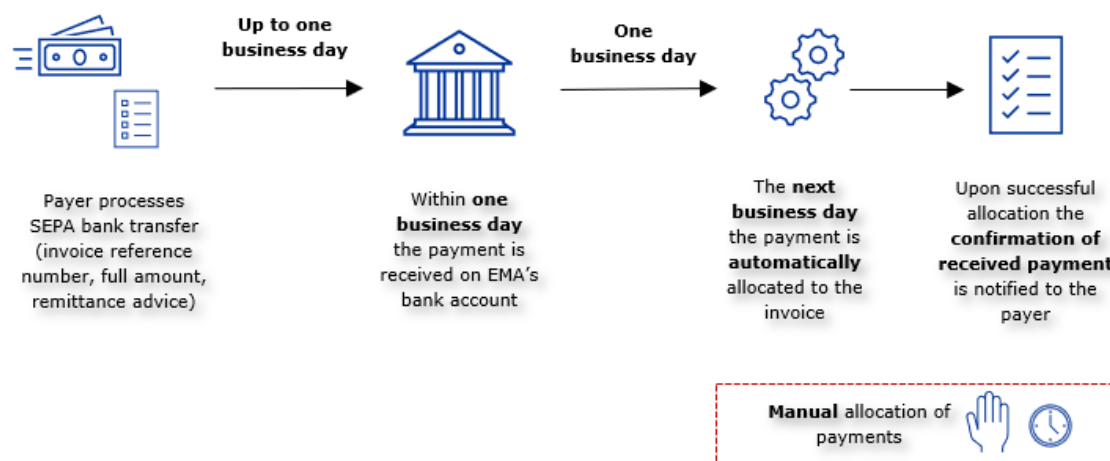 Up to one
business day
One
business day
Payer processes
SEPA bank transfer
(invoice reference
number, full amount,
remittance advice)
Within one
business day
the payment is
received on EMA’s
bank account
The next
business day
the payment is
automatically
allocated to the
invoice
Upon successful
allocation the
confirmation of
received payment
is notified to the
payer
Manual allocation of
payments